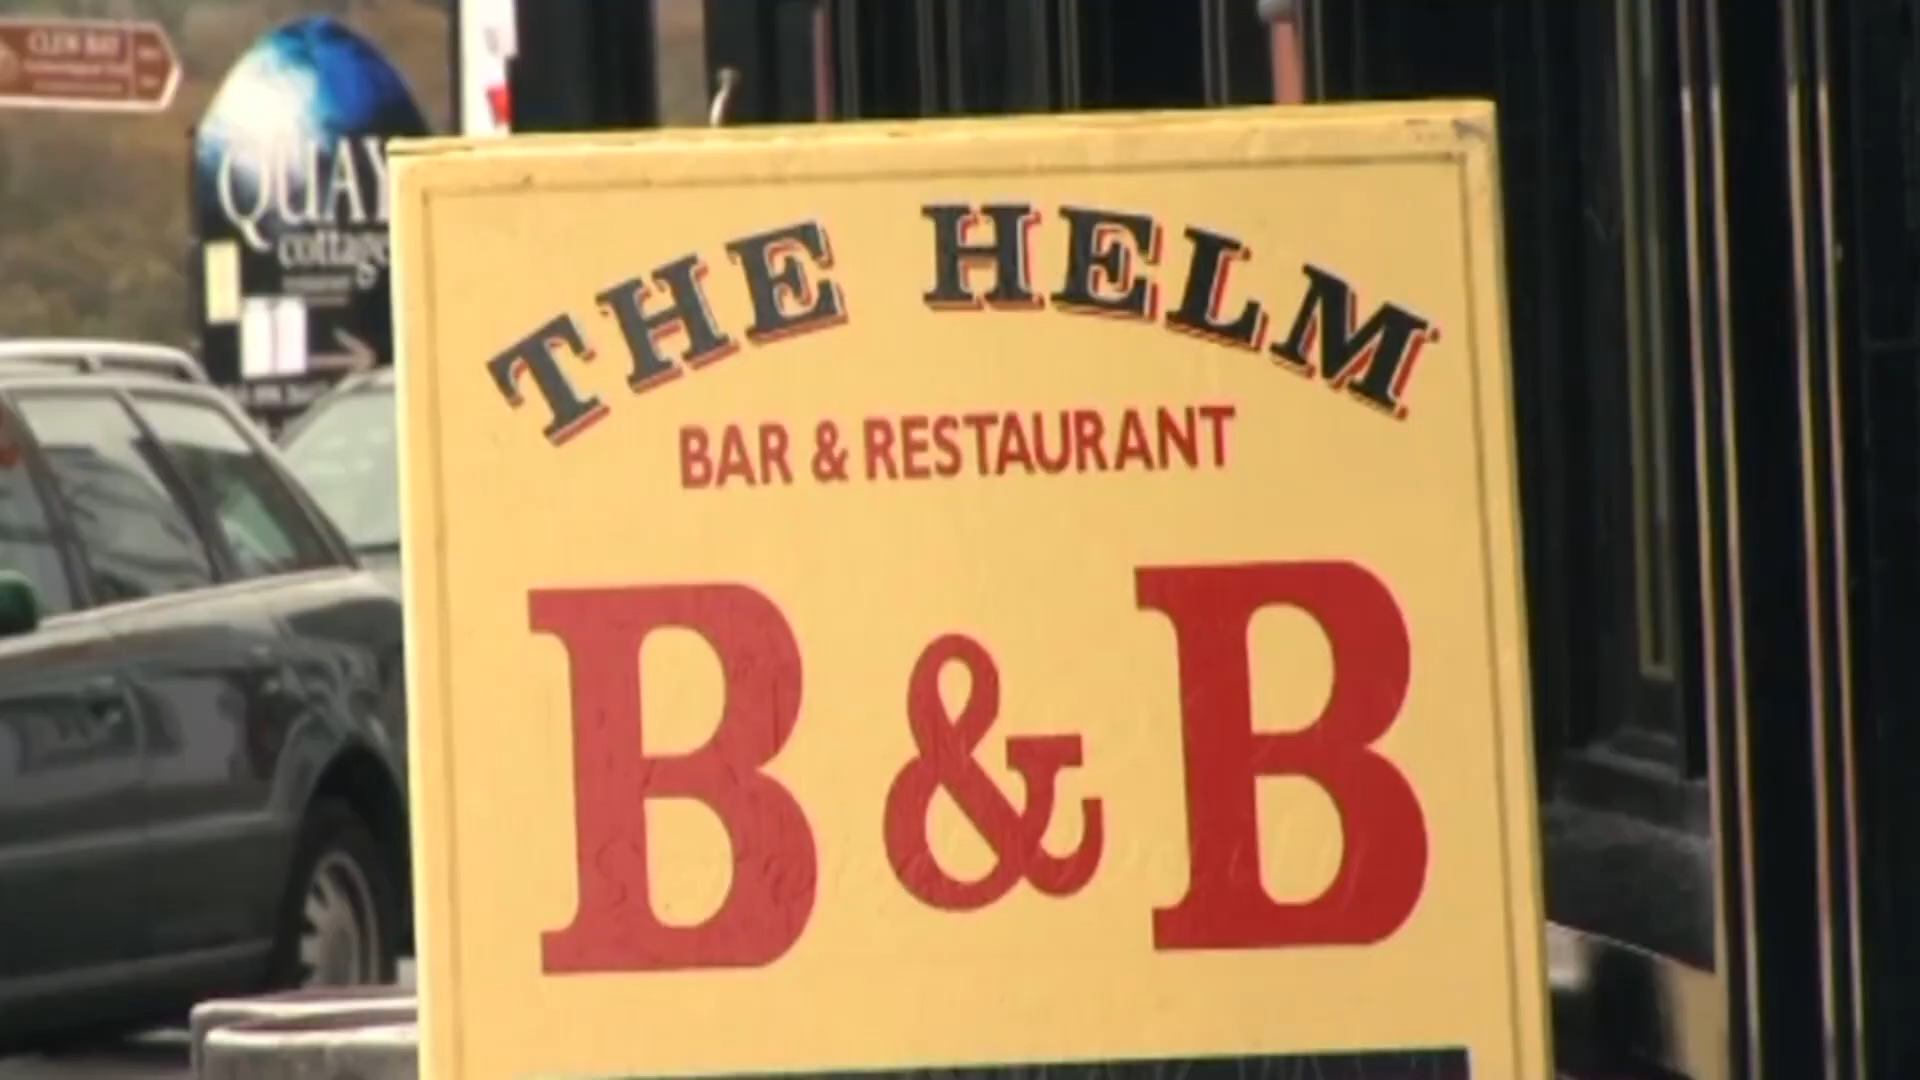 CLEW BAY
QUAY
cottage
THE HELM
BAR & RESTAURANT
B & B